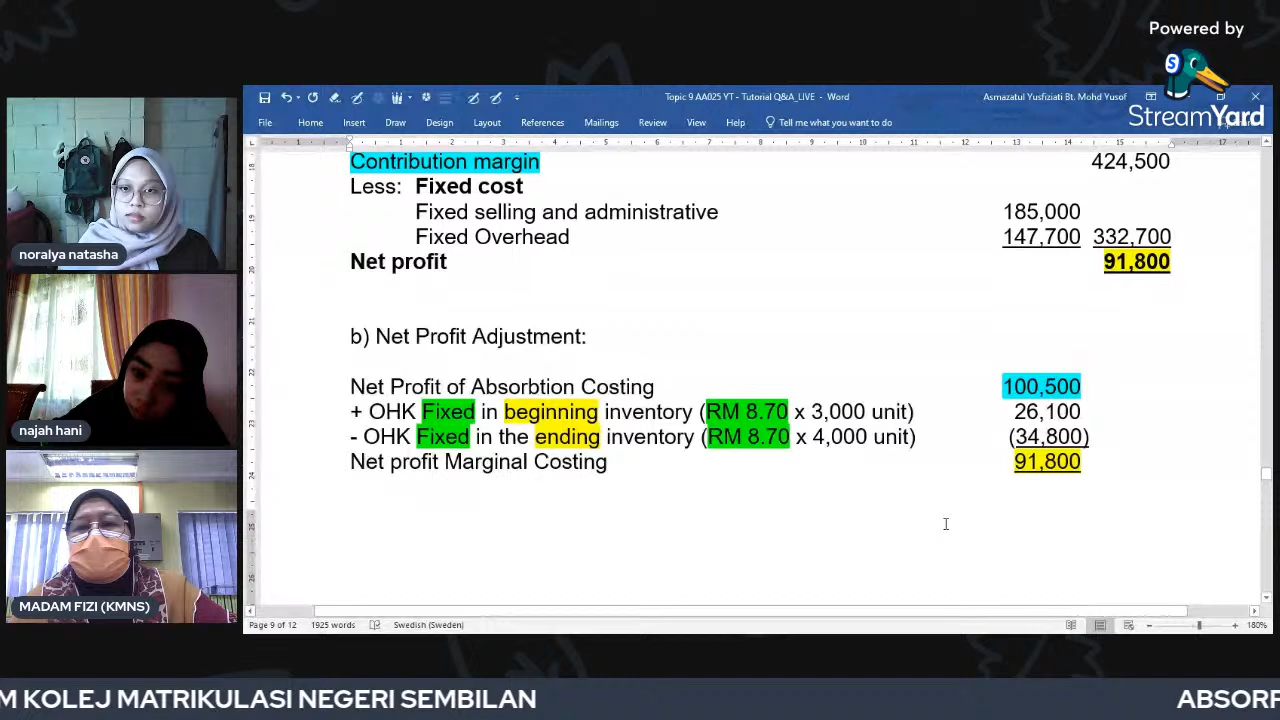 Powered by
S
StreamYard
noralya natasha
najah hani
MADAM FIZI (KMNS)
Topic 9 AA025 YT - Tutorial Q&A_LIVE - Word
Asmazatul Yusfiziati Bt. Mohd Yusof
File Home Insert Draw Design Layout References Mailings Review View Help Tell me what you want to do
Contribution margin 424,500
Less: Fixed cost
Fixed selling and administrative 185,000
Fixed Overhead 147,700 332,700
Net profit 91,800
b) Net Profit Adjustment:
Net Profit of Absorbtion Costing 100,500
+ OHK Fixed in beginning inventory (RM 8.70 x 3,000 unit) 26,100
- OHK Fixed in the ending inventory (RM 8.70 x 4,000 unit) (34,800)
Net profit Marginal Costing 91,800
Page 9 of 12 1925 words Swedish (Sweden) 180%
M KOLEJ MATRIKULASI NEGERI SEMBILAN ABSORP